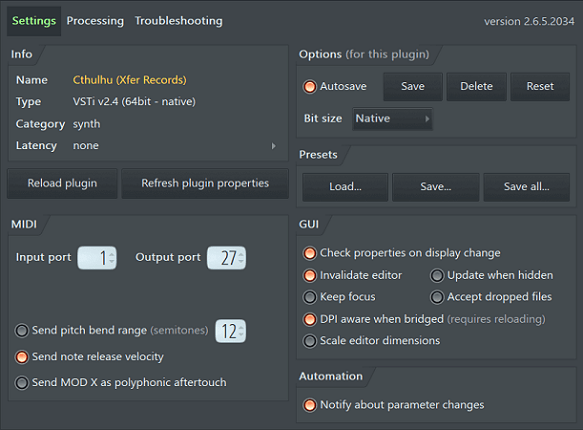 Settings Processing Troubleshooting version 2.6.5.2034
Info
Name Cthulhu (Xfer Records)
Type VSTi v2.4 (64bit - native)
Category synth
Latency none
Reload plugin Refresh plugin properties
MIDI
Input port 1 Output port 27
Send pitch bend range (semitones) 12
Send note release velocity
Send MOD X as polyphonic aftertouch
Options (for this plugin)
Autosave Save Delete Reset
Bit size Native
Presets
Load... Save... Save all...
GUI
Check properties on display change
Invalidate editor Update when hidden
Keep focus Accept dropped files
DPI aware when bridged (requires reloading)
Scale editor dimensions
Automation
Notify about parameter changes